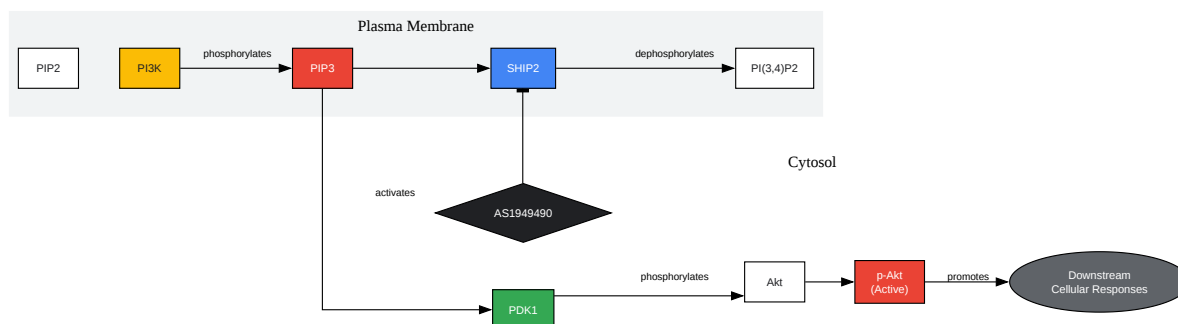 Plasma Membrane
PIP2
PI3K
phosphorylates
PIP3
SHIP2
dephosphorylates
PI(3,4)P2
Cytosol
activates
AS1949490
PDK1
phosphorylates
Akt
p-Akt
(Active)
promotes
Downstream
Cellular Responses